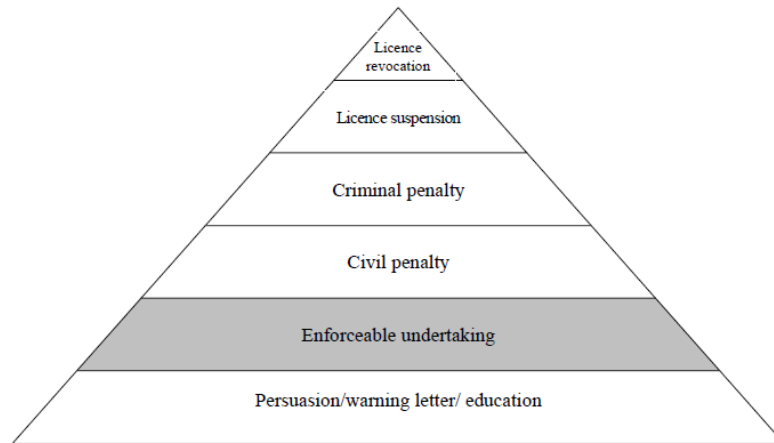 Licence
revocation
Licence suspension
Criminal penalty
Civil penalty
Enforceable undertaking
Persuasion/warning letter/ education